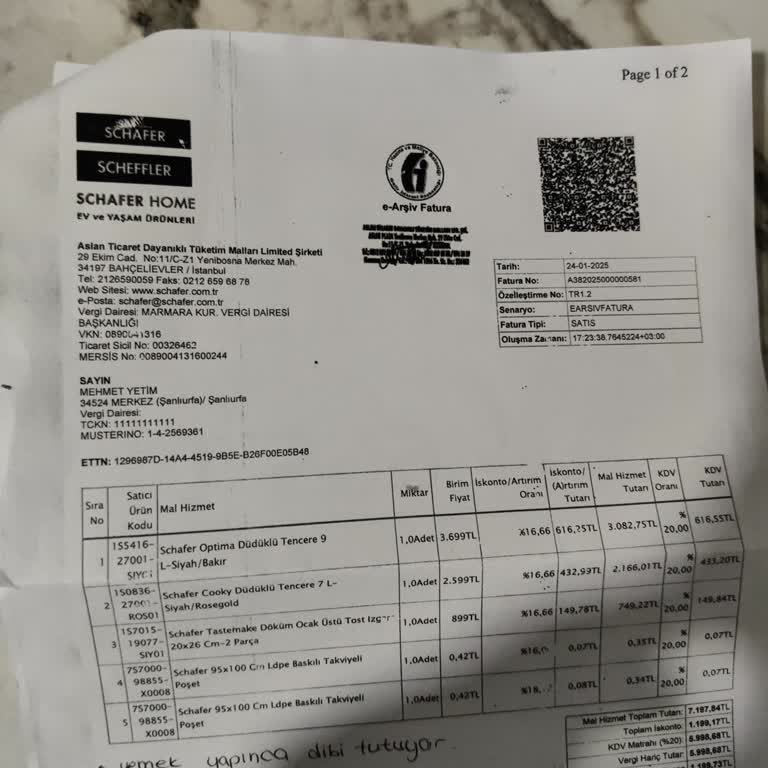 Page 1 of 2
SCHAFER
SCHEFFLER
SCHAFER HOME
EV ve YAŞAM ÜRÜNLERİ
e-Arşiv Fatura
Aslan Ticaret Dayanıklı Tüketim Malları Limited Şirketi
29 Ekim Cad. No:11/C-Z1 Yenibosna Merkez Mah.
34197 BAHÇELİEVLER / İstanbul
Tel: 2126590059 Faks: 0212 659 68 78
Web Sitesi: www.schafer.com.tr
e-Posta: schafer@schafer.com.tr
Vergi Dairesi: MARMARA KUR. VERGİ DAİRESİ
BAŞKANLIĞI
VKN: 316
Ticaret Sicil No: 00326462
MERSİS No: 0089004131600244
Tarih: 24-01-2025
Fatura No: A382025000000581
Özelleştirme No: TR1.2
Senaryo: EARSIVFATURA
Fatura Tipi: SATIS
Oluşma Zamanı: 17:23:38.7645224+03:00
SAYIN
MEHMET YETİM
34524 MERKEZ (Şanlıurfa)/ Şanlıurfa
Vergi Dairesi:
TCKN: 11111111111
MUSTERINO: 1-4-2569361
ETTN: 1296987D-14A4-4519-9B5E-B26F00E05B48
Sıra No Satıcı Ürün Kodu Mal Hizmet Miktar Birim Fiyat İskonto/Artırım Oranı İskonto/(A)rtırım Tutarı Mal Hizmet Tutarı KDV Oranı KDV Tutarı
1 155416-27001- Schafer Optima Düdüklü Tencere 9 L-Siyah/Bakır 1,0Adet 3.699TL %16,66 616,25TL 3.082,75TL % 20,00 616,55TL
2 150836-27001-ROS01 Schafer Cooky Düdüklü Tencere 7 L-Siyah/Rosegold 1,0Adet 2.599TL %16,66 432,99TL 2.166,01TL % 20,00 433,20TL
3 157015-19077-SIY01 Schafer Tastemake Döküm Ocak Üstü Tost Izgar 20x26 Cm-2 Parça 1,0Adet 899TL %16,66 149,78TL 749,22TL % 20,00 149,84TL
4 757000-98855-X0008 Schafer 95x100 Cm Ldpe Baskılı Takviyeli Poşet 1,0Adet 0,42TL 0,07TL 0,35TL % 20,00 0,07TL
5 757000-98855-X0008 Schafer 95x100 Cm Ldpe Baskılı Takviyeli Poşet 1,0Adet 0,42TL 0,08TL 0,34TL % 20,00 0,07TL
Mal Hizmet Toplam Tutarı: 7.197,84TL
Toplam İskonto: 1.199,17TL
KDV Matrahı (%20): 5.998,68TL
Vergi Hariç Tutar: 5.998,68TL
1.199,73TL
yemek yapınca dibi tutuyor.